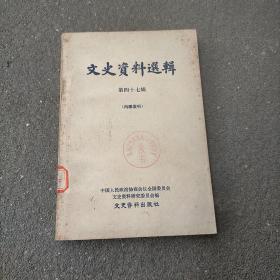 文史資料選輯
第四十七辑
(内部发行)
中国人民政治协商会议全国委员会
文史资料研究委员会编
文史资料出版社